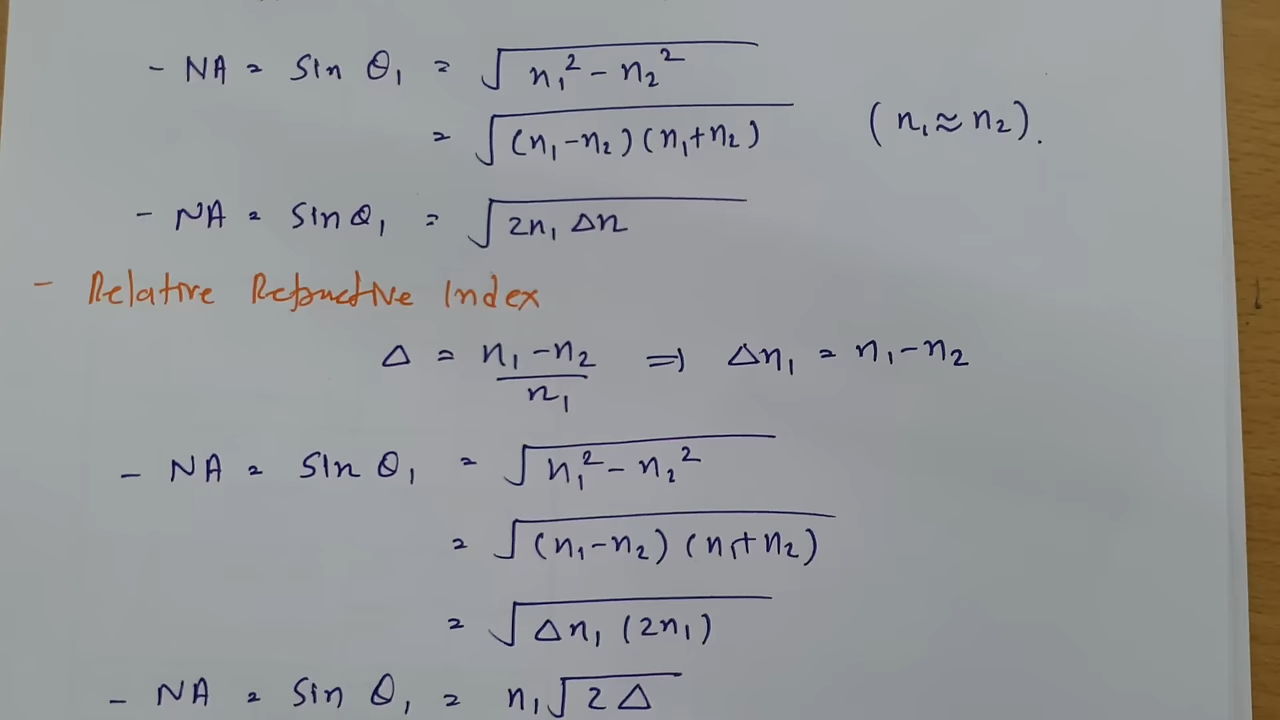 - NA = Sin θ₁ = √(n₁² - n₂²)
= √((n₁-n₂)(n₁+n₂)) (n₁≈n₂).
- NA = Sinθ₁ = √(2n₁ Δn)
- Relative Refractive Index
Δ = (n₁-n₂)/n₁ ⇒ Δn₁ = n₁-n₂
- NA = Sin θ₁ = √(n₁² - n₂²)
= √((n₁-n₂)(n₁+n₂))
= √(Δn₁(2n₁))
- NA = Sin θ₁ = n₁√(2Δ)